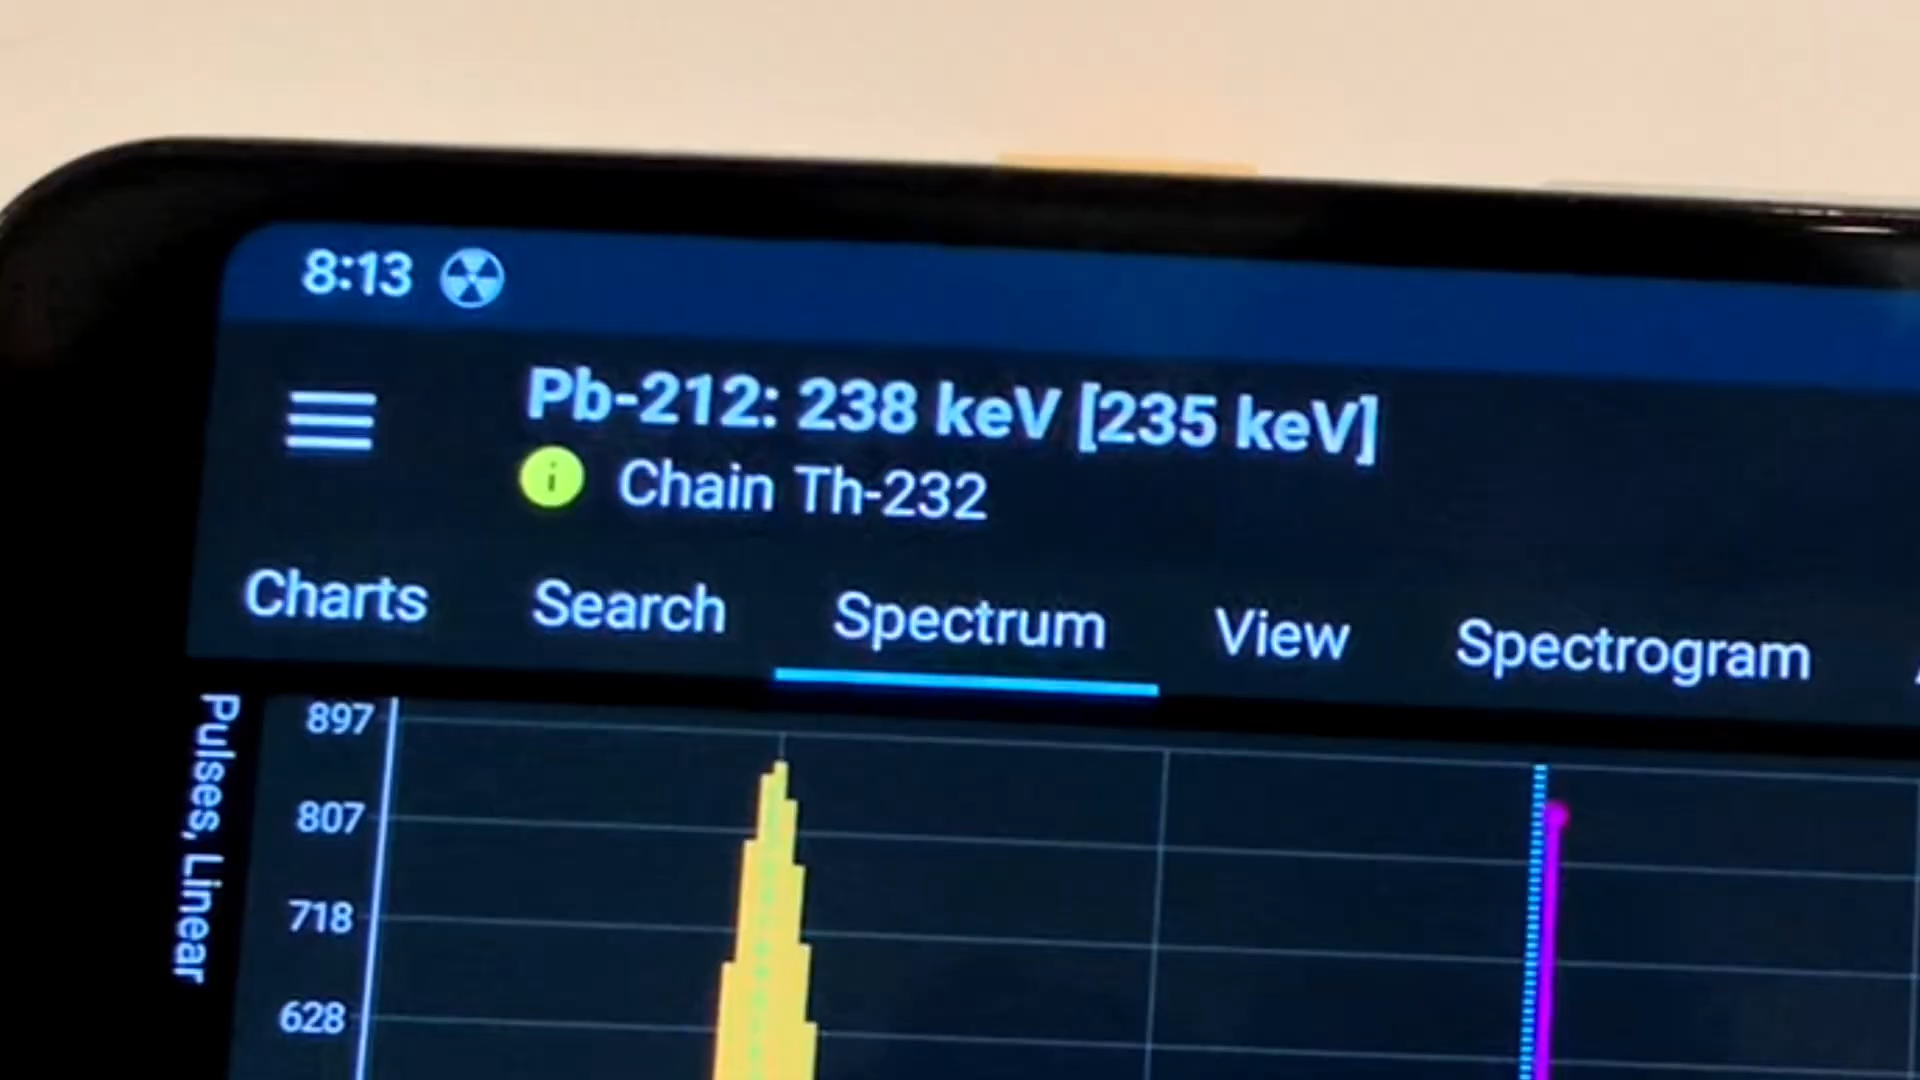 8:13
Pb-212: 238 keV [235 keV]
i Chain Th-232
Charts Search Spectrum View Spectrogram
Pulses, Linear
897
807
718
628